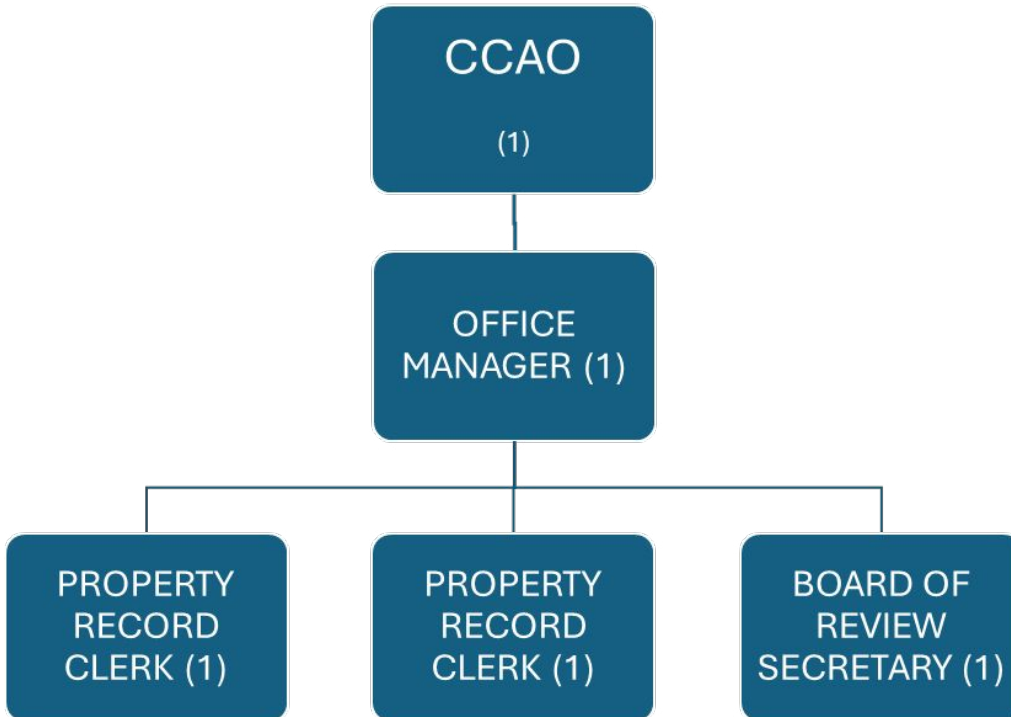 CCAO
(1)
OFFICE
MANAGER (1)
PROPERTY
RECORD
CLERK (1)
PROPERTY
RECORD
CLERK (1)
BOARD OF
REVIEW
SECRETARY (1)